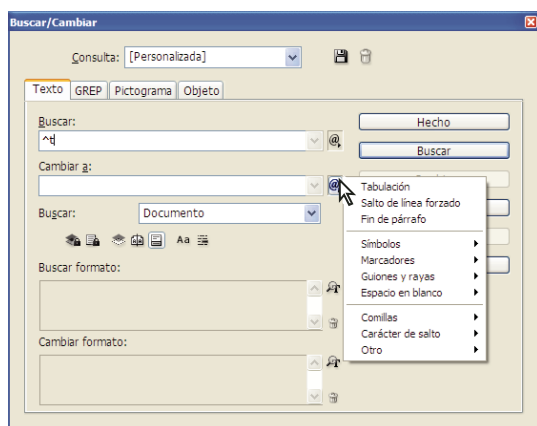 Buscar/Cambiar
Consulta: [Personalizada]
Texto GREP Pictograma Objeto
Buscar:
^t
Hecho
Buscar
Cambiar a:
Tabulación
Salto de línea forzado
Fin de párrafo
Símbolos
Marcadores
Guiones y rayas
Espacio en blanco
Comillas
Carácter de salto
Otro
Buscar: Documento
Aa
Buscar formato:
Cambiar formato: